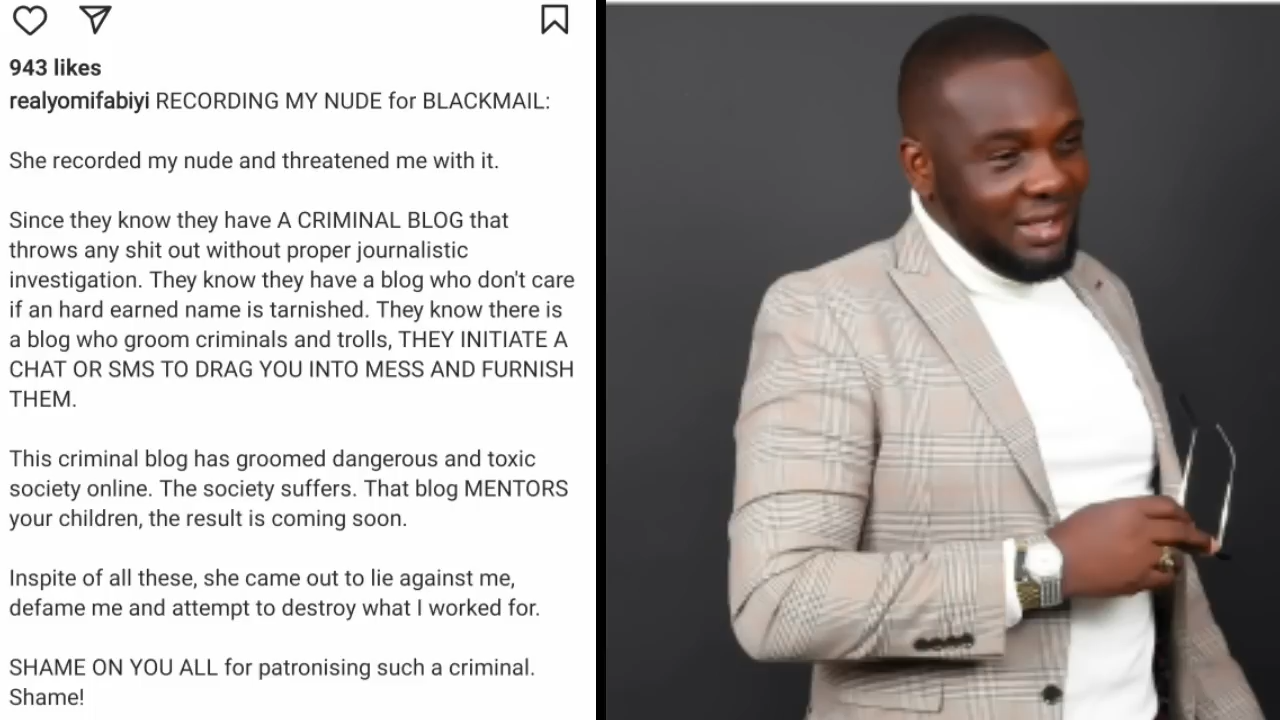 943 likes
realyomifabiyi RECORDING MY NUDE for BLACKMAIL:
She recorded my nude and threatened me with it.
Since they know they have A CRIMINAL BLOG that
throws any shit out without proper journalistic
investigation. They know they have a blog who don't care
if an hard earned name is tarnished. They know there is
a blog who groom criminals and trolls, THEY INITIATE A
CHAT OR SMS TO DRAG YOU INTO MESS AND FURNISH
THEM.
This criminal blog has groomed dangerous and toxic
society online. The society suffers. That blog MENTORS
your children, the result is coming soon.
Inspite of all these, she came out to lie against me,
defame me and attempt to destroy what I worked for.
SHAME ON YOU ALL for patronising such a criminal.
Shame!